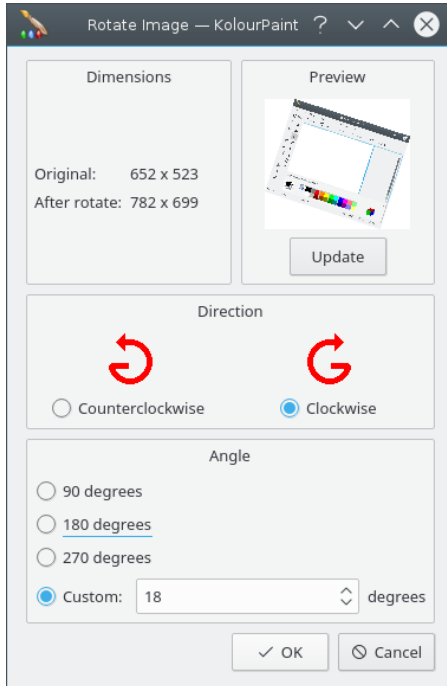 Rotate Image — KolourPaint
Dimensions
Original: 652 x 523
After rotate: 782 x 699
Preview
Update
Direction
Counterclockwise
Clockwise
Angle
90 degrees
180 degrees
270 degrees
Custom: 18 degrees
OK
Cancel